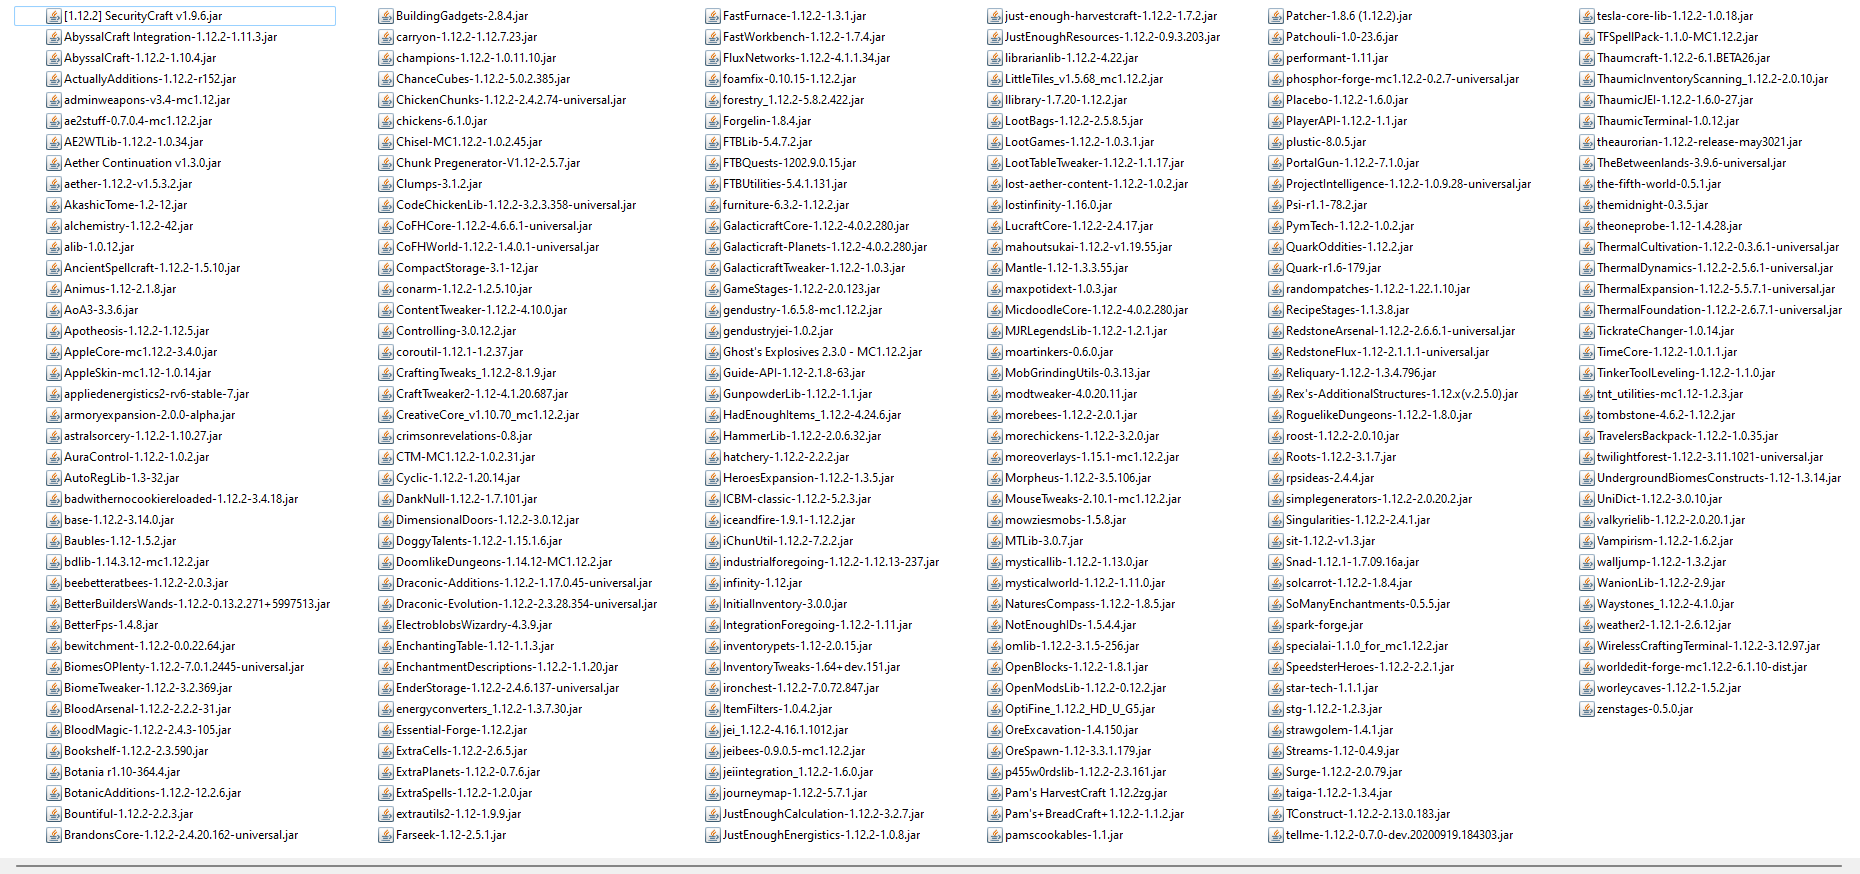 [1.12.2] SecurityCraft v1.9.6.jar
AbyssalCraft Integration-1.12.2-1.11.3.jar
AbyssalCraft-1.12.2-1.10.4.jar
ActuallyAdditions-1.12.2-r152.jar
adminweapons-v3.4-mc1.12.jar
ae2stuff-0.7.0.4-mc1.12.2.jar
AE2WTLib-1.12.2-1.0.34.jar
Aether Continuation v1.3.0.jar
aether-1.12.2-v1.5.3.2.jar
AkashicTome-1.2-12.jar
alchemistry-1.12.2-42.jar
alib-1.0.12.jar
AncientSpellcraft-1.12.2-1.5.10.jar
Animus-1.12-2.1.8.jar
AoA3-3.3.6.jar
Apotheosis-1.12.2-1.12.5.jar
AppleCore-mc1.12.2-3.4.0.jar
AppleSkin-mc1.12-1.0.14.jar
appliedenergistics2-rv6-stable-7.jar
armoryexpansion-2.0.0-alpha.jar
astralsorcery-1.12.2-1.10.27.jar
AuraControl-1.12.2-1.0.2.jar
AutoRegLib-1.3-32.jar
badwithernocookiereloaded-1.12.2-3.4.18.jar
base-1.12.2-3.14.0.jar
Baubles-1.12-1.5.2.jar
bdlib-1.14.3.12-mc1.12.2.jar
beebetteratbees-1.12.2-2.0.3.jar
BetterBuildersWands-1.12.2-0.13.2.271+5997513.jar
BetterFps-1.4.8.jar
bewitchment-1.12.2-0.0.22.64.jar
BiomesOPlenty-1.12.2-7.0.1.2445-universal.jar
BiomeTweaker-1.12.2-3.2.369.jar
BloodArsenal-1.12.2-2.2.2-31.jar
BloodMagic-1.12.2-2.4.3-105.jar
Bookshelf-1.12.2-2.3.590.jar
Botania r1.10-364.4.jar
BotanicAdditions-1.12.2-12.2.6.jar
Bountiful-1.12.2-2.2.3.jar
BrandonsCore-1.12.2-2.4.20.162-universal.jar
BuildingGadgets-2.8.4.jar
carryon-1.12.2-1.12.7.23.jar
champions-1.12.2-1.0.11.10.jar
ChanceCubes-1.12.2-5.0.2.385.jar
ChickenChunks-1.12.2-2.4.2.74-universal.jar
chickens-6.1.0.jar
Chisel-MC1.12.2-1.0.2.45.jar
Chunk Pregenerator-V1.12-2.5.7.jar
Clumps-3.1.2.jar
CodeChickenLib-1.12.2-3.2.3.358-universal.jar
CoFHCore-1.12.2-4.6.6.1-universal.jar
CoFHWorld-1.12.2-1.4.0.1-universal.jar
CompactStorage-3.1-12.jar
conarm-1.12.2-1.2.5.10.jar
ContentTweaker-1.12.2-4.10.0.jar
Controlling-3.0.12.2.jar
coroutil-1.12.1-1.2.37.jar
CraftingTweaks_1.12.2-8.1.9.jar
CraftTweaker2-1.12-4.1.20.687.jar
CreativeCore_v1.10.70_mc1.12.2.jar
crimsonrevelations-0.8.jar
CTM-MC1.12.2-1.0.2.31.jar
Cyclic-1.12.2-1.20.14.jar
DankNull-1.12.2-1.7.101.jar
DimensionalDoors-1.12.2-3.0.12.jar
DoggyTalents-1.12.2-1.15.1.6.jar
DoomlikeDungeons-1.14.12-MC1.12.2.jar
Draconic-Additions-1.12.2-1.17.0.45-universal.jar
Draconic-Evolution-1.12.2-2.3.28.354-universal.jar
ElectroblobsWizardry-4.3.9.jar
EnchantingTable-1.12-1.1.3.jar
EnchantmentDescriptions-1.12.2-1.1.20.jar
EnderStorage-1.12.2-2.4.6.137-universal.jar
energyconverters_1.12.2-1.3.7.30.jar
Essential-Forge-1.12.2.jar
ExtraCells-1.12.2-2.6.5.jar
ExtraPlanets-1.12.2-0.7.6.jar
ExtraSpells-1.12.2-1.2.0.jar
extrautils2-1.12-1.9.9.jar
Farseek-1.12-2.5.1.jar
FastFurnace-1.12.2-1.3.1.jar
FastWorkbench-1.12.2-1.7.4.jar
FluxNetworks-1.12.2-4.1.1.34.jar
foamfix-0.10.15-1.12.2.jar
forestry_1.12.2-5.8.2.422.jar
Forgelin-1.8.4.jar
FTBLib-5.4.7.2.jar
FTBQuests-1202.9.0.15.jar
FTBUtilities-5.4.1.131.jar
furniture-6.3.2-1.12.2.jar
GalacticraftCore-1.12.2-4.0.2.280.jar
Galacticraft-Planets-1.12.2-4.0.2.280.jar
GalacticraftTweaker-1.12.2-1.0.3.jar
GameStages-1.12.2-2.0.123.jar
gendustry-1.6.5.8-mc1.12.2.jar
gendustryjei-1.0.2.jar
Ghost's Explosives 2.3.0 - MC1.12.2.jar
Guide-API-1.12-2.1.8-63.jar
GunpowderLib-1.12.2-1.1.jar
HadEnoughItems_1.12.2-4.24.6.jar
HammerLib-1.12.2-2.0.6.32.jar
hatchery-1.12.2-2.2.2.jar
HeroesExpansion-1.12.2-1.3.5.jar
ICBM-classic-1.12.2-5.2.3.jar
iceandfire-1.9.1-1.12.2.jar
iChunUtil-1.12.2-7.2.2.jar
industrialforegoing-1.12.2-1.12.13-237.jar
infinity-1.12.jar
InitialInventory-3.0.0.jar
IntegrationForegoing-1.12.2-1.11.jar
inventorypets-1.12-2.0.15.jar
InventoryTweaks-1.64+dev.151.jar
ironchest-1.12.2-7.0.72.847.jar
ItemFilters-1.0.4.2.jar
jei_1.12.2-4.16.1.1012.jar
jeibees-0.9.0.5-mc1.12.2.jar
jeiintegration_1.12.2-1.6.0.jar
journeymap-1.12.2-5.7.1.jar
JustEnoughCalculation-1.12.2-3.2.7.jar
JustEnoughEnergistics-1.12.2-1.0.8.jar
just-enough-harvestcraft-1.12.2-1.7.2.jar
JustEnoughResources-1.12.2-0.9.3.203.jar
librarianlib-1.12.2-4.22.jar
LittleTiles_v1.5.68_mc1.12.2.jar
llibrary-1.7.20-1.12.2.jar
LootBags-1.12.2-2.5.8.5.jar
LootGames-1.12.2-1.0.3.1.jar
LootTableTweaker-1.12.2-1.1.17.jar
lost-aether-content-1.12.2-1.0.2.jar
lostinfinity-1.16.0.jar
LucraftCore-1.12.2-2.4.17.jar
mahoutsukai-1.12.2-v1.19.55.jar
Mantle-1.12-1.3.3.55.jar
maxpotidext-1.0.3.jar
MicdoodleCore-1.12.2-4.0.2.280.jar
MJRLegendsLib-1.12.2-1.2.1.jar
moartinkers-0.6.0.jar
MobGrindingUtils-0.3.13.jar
modtweaker-4.0.20.11.jar
morebees-1.12.2-2.0.1.jar
morechickens-1.12.2-3.2.0.jar
moreoverlays-1.15.1-mc1.12.2.jar
Morpheus-1.12.2-3.5.106.jar
MouseTweaks-2.10.1-mc1.12.2.jar
mowziesmobs-1.5.8.jar
MTLib-3.0.7.jar
mysticallib-1.12.2-1.13.0.jar
mysticalworld-1.12.2-1.11.0.jar
NaturesCompass-1.12.2-1.8.5.jar
NotEnoughIDs-1.5.4.4.jar
omlib-1.12.2-3.1.5-256.jar
OpenBlocks-1.12.2-1.8.1.jar
OpenModsLib-1.12.2-0.12.2.jar
OptiFine_1.12.2_HD_U_G5.jar
OreExcavation-1.4.150.jar
OreSpawn-1.12-3.3.1.179.jar
p455w0rdslib-1.12.2-2.3.161.jar
Pam's HarvestCraft 1.12.2zg.jar
Pam's+BreadCraft+1.12.2-1.1.2.jar
pamscookables-1.1.jar
Patcher-1.8.6 (1.12.2).jar
Patchouli-1.0-23.6.jar
performant-1.11.jar
phosphor-forge-mc1.12.2-0.2.7-universal.jar
Placebo-1.12.2-1.6.0.jar
PlayerAPI-1.12.2-1.1.jar
plustic-8.0.5.jar
PortalGun-1.12.2-7.1.0.jar
ProjectIntelligence-1.12.2-1.0.9.28-universal.jar
Psi-r1.1-78.2.jar
PymTech-1.12.2-1.0.2.jar
QuarkOddities-1.12.2.jar
Quark-r1.6-179.jar
randompatches-1.12.2-1.22.1.10.jar
RecipeStages-1.1.3.8.jar
RedstoneArsenal-1.12.2-2.6.6.1-universal.jar
RedstoneFlux-1.12-2.1.1.1-universal.jar
Reliquary-1.12.2-1.3.4.796.jar
Rex's-AdditionalStructures-1.12.x(v.2.5.0).jar
RoguelikeDungeons-1.12.2-1.8.0.jar
roost-1.12.2-2.0.10.jar
Roots-1.12.2-3.1.7.jar
rpsideas-2.4.4.jar
simplegenerators-1.12.2-2.0.20.2.jar
Singularities-1.12.2-2.4.1.jar
sit-1.12.2-v1.3.jar
Snad-1.12.1-1.7.09.16a.jar
solcarrot-1.12.2-1.8.4.jar
SoManyEnchantments-0.5.5.jar
spark-forge.jar
specialai-1.1.0_for_mc1.12.2.jar
SpeedsterHeroes-1.12.2-2.2.1.jar
star-tech-1.1.1.jar
stg-1.12.2-1.2.3.jar
strawgolem-1.4.1.jar
Streams-1.12-0.4.9.jar
Surge-1.12.2-2.0.79.jar
taiga-1.12.2-1.3.4.jar
TConstruct-1.12.2-2.13.0.183.jar
tellme-1.12.2-0.7.0-dev.20200919.184303.jar
tesla-core-lib-1.12.2-1.0.18.jar
TFSpellPack-1.1.0-MC1.12.2.jar
Thaumcraft-1.12.2-6.1.BETA26.jar
ThaumicInventoryScanning_1.12.2-2.0.10.jar
ThaumicJEI-1.12.2-1.6.0-27.jar
ThaumicTerminal-1.0.12.jar
theaurorian-1.12.2-release-may3021.jar
TheBetweenlands-3.9.6-universal.jar
the-fifth-world-0.5.1.jar
themidnight-0.3.5.jar
theoneprobe-1.12-1.4.28.jar
ThermalCultivation-1.12.2-0.3.6.1-universal.jar
ThermalDynamics-1.12.2-2.5.6.1-universal.jar
ThermalExpansion-1.12.2-5.5.7.1-universal.jar
ThermalFoundation-1.12.2-2.6.7.1-universal.jar
TickrateChanger-1.0.14.jar
TimeCore-1.12.2-1.0.1.1.jar
TinkerToolLeveling-1.12.2-1.1.0.jar
tnt_utilities-mc1.12-1.2.3.jar
tombstone-4.6.2-1.12.2.jar
TravelersBackpack-1.12.2-1.0.35.jar
twilightforest-1.12.2-3.11.1021-universal.jar
UndergroundBiomesConstructs-1.12-1.3.14.jar
UniDict-1.12.2-3.0.10.jar
valkyrielib-1.12.2-2.0.20.1.jar
Vampirism-1.12.2-1.6.2.jar
walljump-1.12.2-1.3.2.jar
WanionLib-1.12.2-2.9.jar
Waystones_1.12.2-4.1.0.jar
weather2-1.12.1-2.6.12.jar
WirelessCraftingTerminal-1.12.2-3.12.97.jar
worldedit-forge-mc1.12.2-6.1.10-dist.jar
worleycaves-1.12.2-1.5.2.jar
zenstages-0.5.0.jar